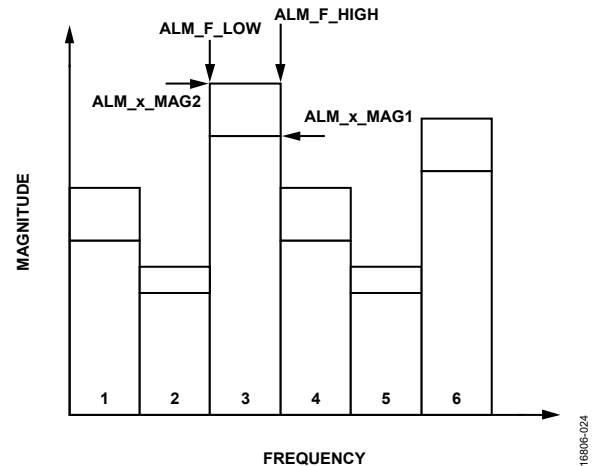 ALM_F_HIGH
ALM_F_LOW
ALM_x_MAG2
ALM_x_MAG1
MAGNITUDE
1 2 3 4 5 6
FREQUENCY
16806-024